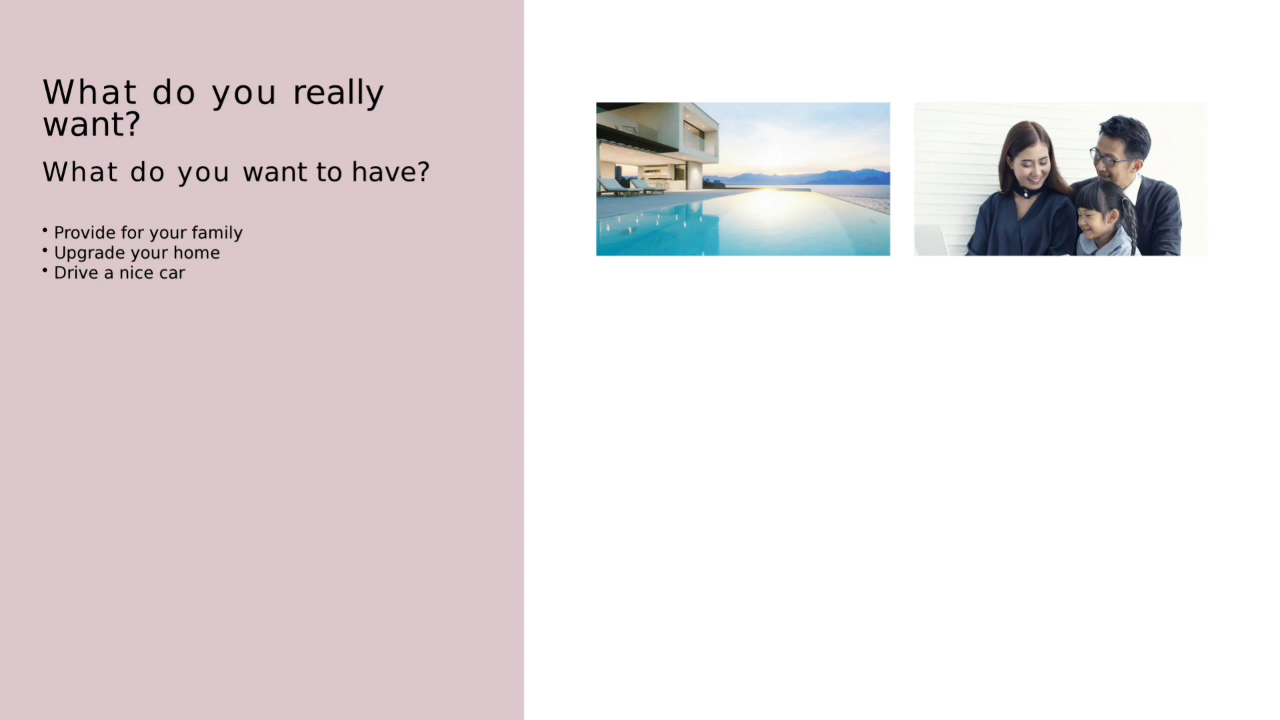 What do you really
want?
What do you want to have?
• Provide for your family
• Upgrade your home
• Drive a nice car